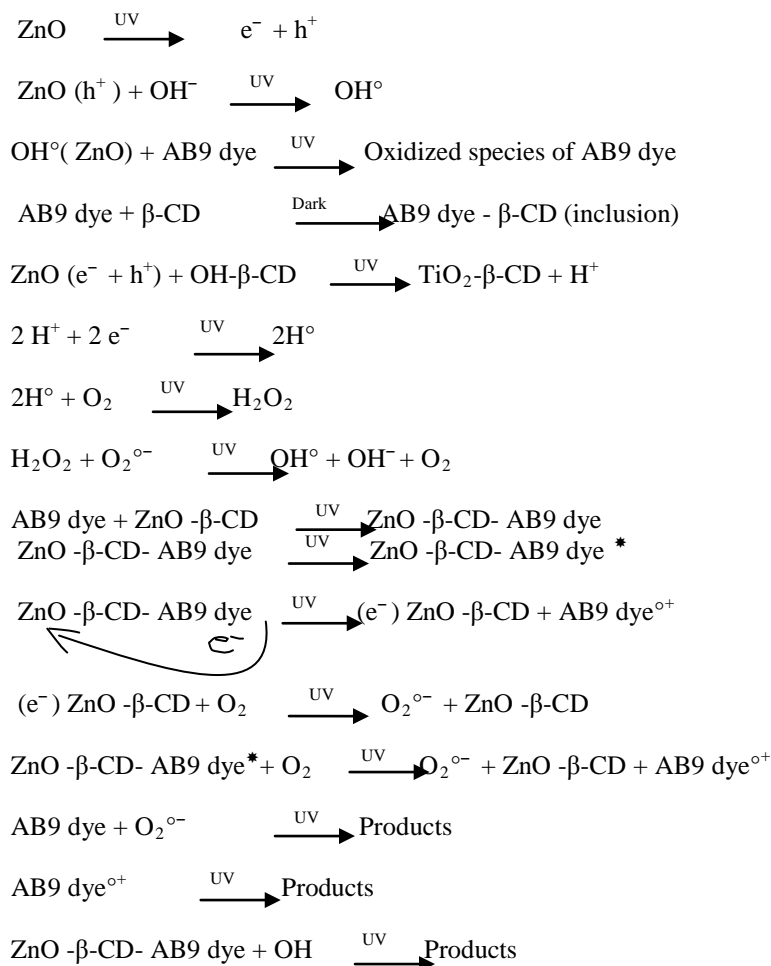 ZnO UV e⁻ + h⁺
ZnO (h⁺ ) + OH⁻ UV OH°
OH°( ZnO) + AB9 dye UV Oxidized species of AB9 dye
AB9 dye + β-CD Dark AB9 dye - β-CD (inclusion)
ZnO (e⁻ + h⁺) + OH-β-CD UV TiO₂-β-CD + H⁺
2 H⁺ + 2 e⁻ UV 2H°
2H° + O₂ UV H₂O₂
H₂O₂ + O₂°⁻ UV OH° + OH⁻ + O₂
AB9 dye + ZnO -β-CD UV ZnO -β-CD- AB9 dye
ZnO -β-CD- AB9 dye UV ZnO -β-CD- AB9 dye *
ZnO -β-CD- AB9 dye UV (e⁻ ) ZnO -β-CD + AB9 dye°⁺
e⁻
(e⁻ ) ZnO -β-CD + O₂ UV O₂°⁻ + ZnO -β-CD
ZnO -β-CD- AB9 dye*+ O₂ UV O₂°⁻ + ZnO -β-CD + AB9 dye°⁺
AB9 dye + O₂°⁻ UV Products
AB9 dye°⁺ UV Products
ZnO -β-CD- AB9 dye + OH UV Products